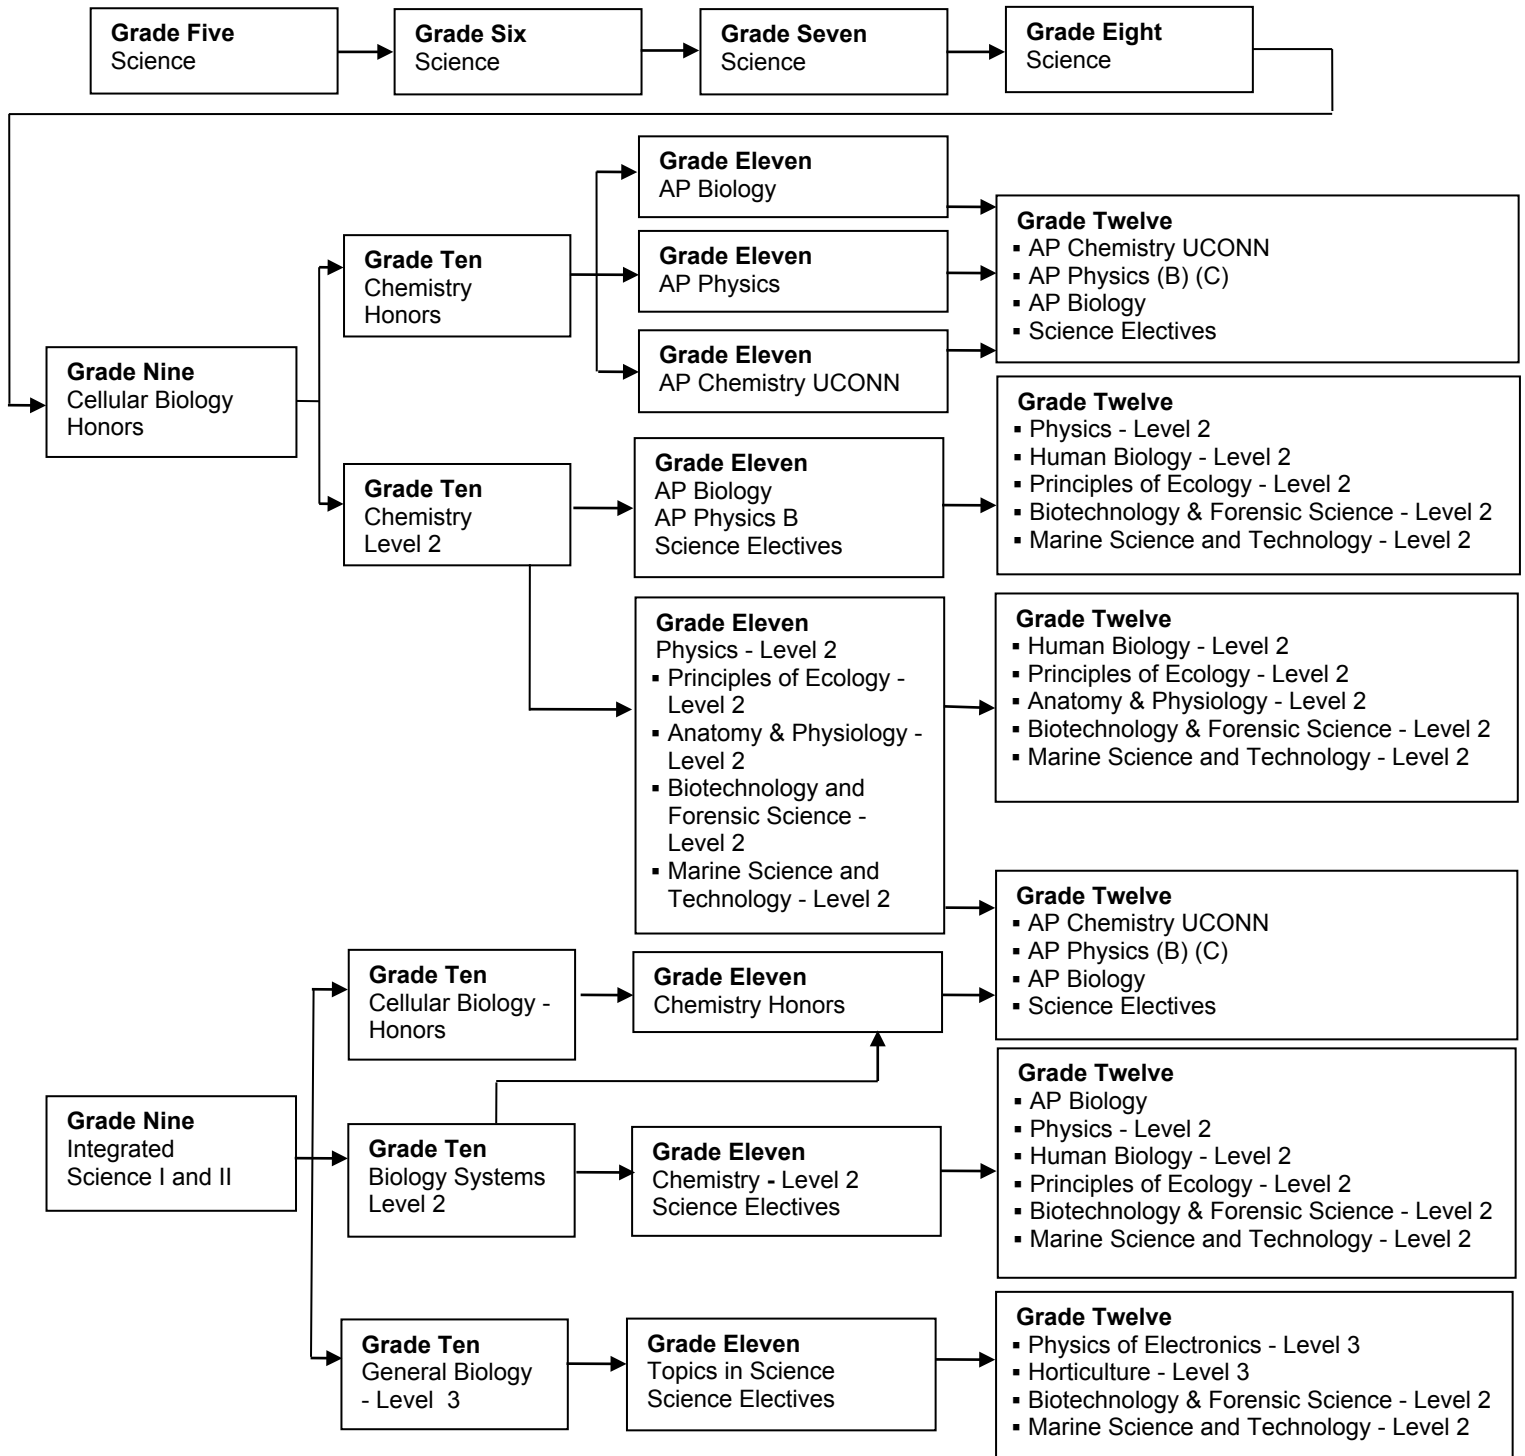 Grade Five
Science
Grade Six
Science
Grade Seven
Science
Grade Eight
Science
Grade Nine
Cellular Biology
Honors
Grade Ten
Chemistry
Honors
Grade Ten
Chemistry
Level 2
Grade Eleven
AP Biology
Grade Eleven
AP Physics
Grade Eleven
AP Chemistry UCONN
Grade Twelve
▪ AP Chemistry UCONN
▪ AP Physics (B) (C)
▪ AP Biology
▪ Science Electives
Grade Eleven
AP Biology
AP Physics B
Science Electives
Grade Twelve
▪ Physics - Level 2
▪ Human Biology - Level 2
▪ Principles of Ecology - Level 2
▪ Biotechnology & Forensic Science - Level 2
▪ Marine Science and Technology - Level 2
Grade Eleven
Physics - Level 2
▪ Principles of Ecology -
Level 2
▪ Anatomy & Physiology -
Level 2
▪ Biotechnology and
Forensic Science -
Level 2
▪ Marine Science and
Technology - Level 2
Grade Twelve
▪ Human Biology - Level 2
▪ Principles of Ecology - Level 2
▪ Anatomy & Physiology - Level 2
▪ Biotechnology & Forensic Science - Level 2
▪ Marine Science and Technology - Level 2
Grade Nine
Integrated
Science I and II
Grade Ten
Cellular Biology -
Honors
Grade Eleven
Chemistry Honors
Grade Twelve
▪ AP Chemistry UCONN
▪ AP Physics (B) (C)
▪ AP Biology
▪ Science Electives
Grade Ten
Biology Systems
Level 2
Grade Eleven
Chemistry - Level 2
Science Electives
Grade Twelve
▪ AP Biology
▪ Physics - Level 2
▪ Human Biology - Level 2
▪ Principles of Ecology - Level 2
▪ Biotechnology & Forensic Science - Level 2
▪ Marine Science and Technology - Level 2
Grade Ten
General Biology
- Level 3
Grade Eleven
Topics in Science
Science Electives
Grade Twelve
▪ Physics of Electronics - Level 3
▪ Horticulture - Level 3
▪ Biotechnology & Forensic Science - Level 2
▪ Marine Science and Technology - Level 2